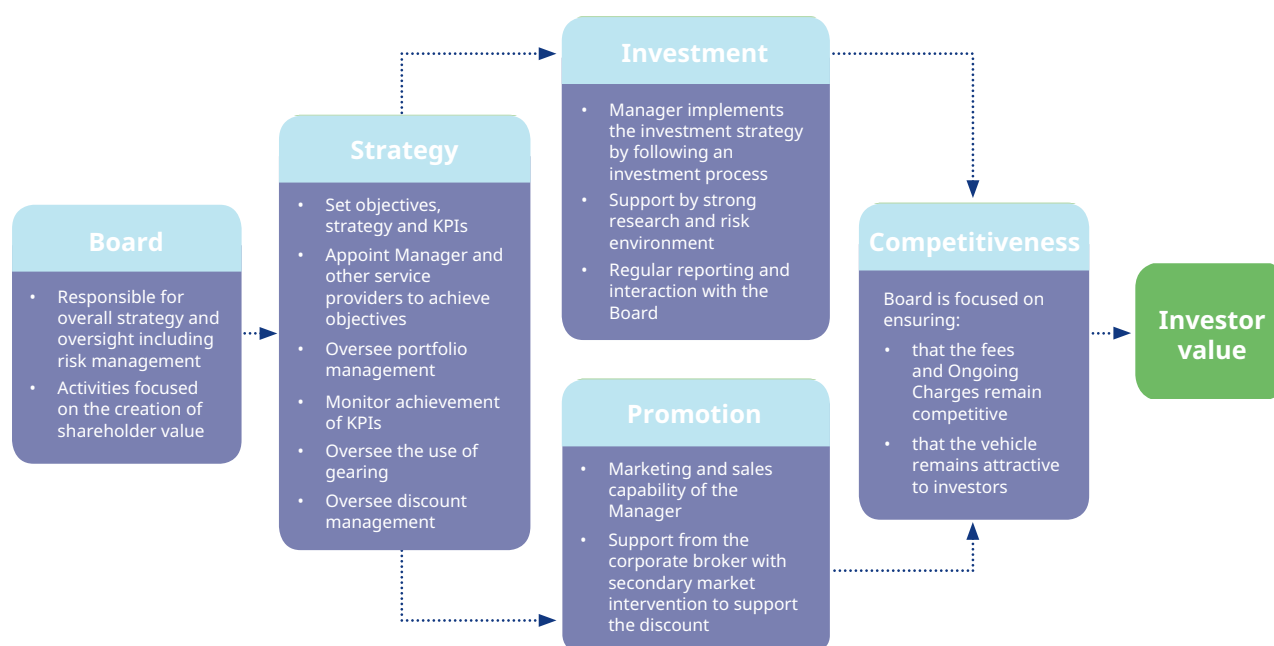 Board
• Responsible for
overall strategy and
oversight including
risk management
• Activities focused
on the creation of
shareholder value
Strategy
• Set objectives,
strategy and KPIs
• Appoint Manager and
other service
providers to achieve
objectives
• Oversee portfolio
management
• Monitor achievement
of KPIs
• Oversee the use of
gearing
• Oversee discount
management
Investment
• Manager implements
the investment strategy
by following an
investment process
• Support by strong
research and risk
environment
• Regular reporting and
interaction with the
Board
Promotion
• Marketing and sales
capability of the
Manager
• Support from the
corporate broker with
secondary market
intervention to support
the discount
Competitiveness
Board is focused on
ensuring:
• that the fees
and Ongoing
Charges remain
competitive
• that the vehicle
remains attractive
to investors
Investor
value